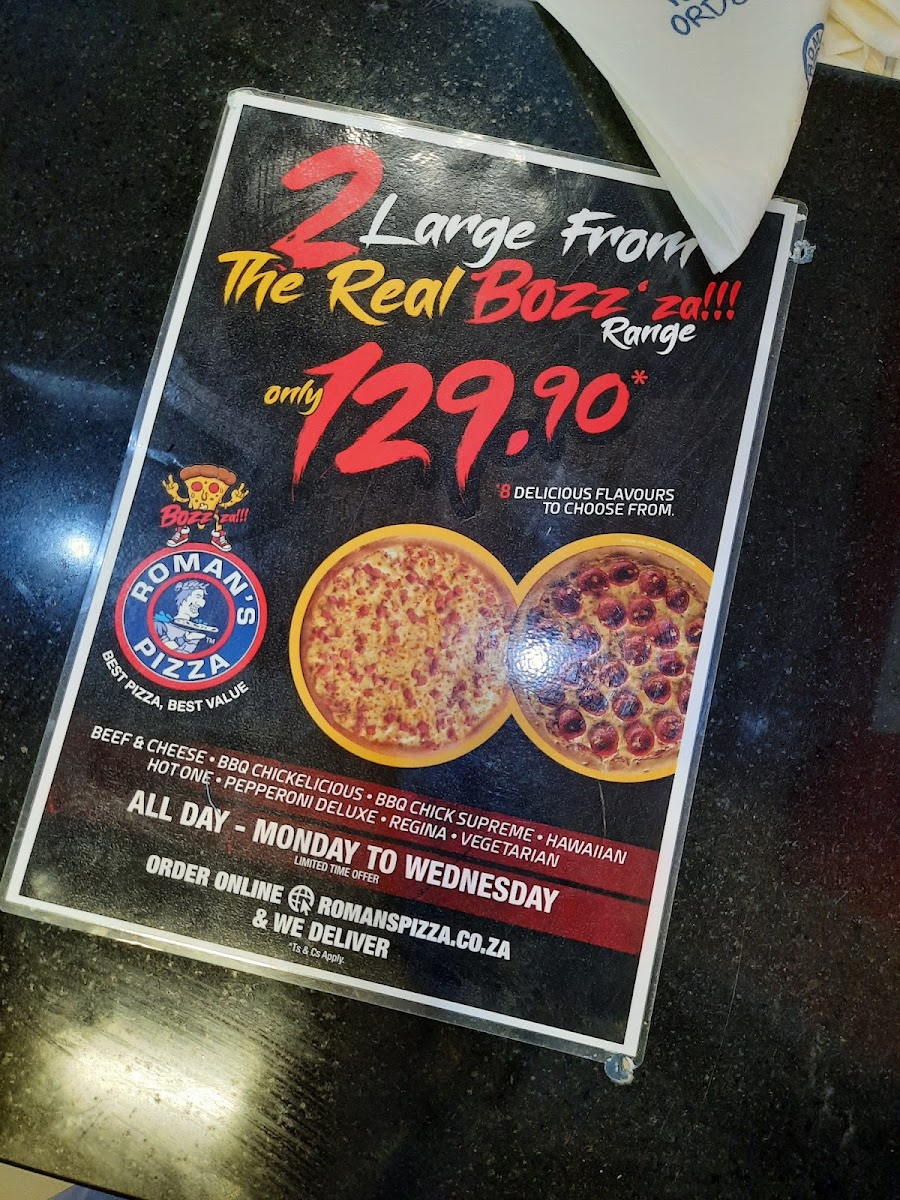 ORDE
2 Large From
The Real Bozz'za!!!
Range
only 129.90*
*8 DELICIOUS FLAVOURS
TO CHOOSE FROM.
Bozz'za!!!
ROMAN'S
PIZZA
TM
BEST PIZZA, BEST VALUE
BEEF & CHEESE • BBQ CHICKELICIOUS • BBQ CHICK SUPREME • HAWAIIAN
HOT ONE • PEPPERONI DELUXE • REGINA • VEGETARIAN
ALL DAY - MONDAY TO WEDNESDAY
LIMITED TIME OFFER
ORDER ONLINE ROMANSPIZZA.CO.ZA
& WE DELIVER
*Ts & Cs Apply.